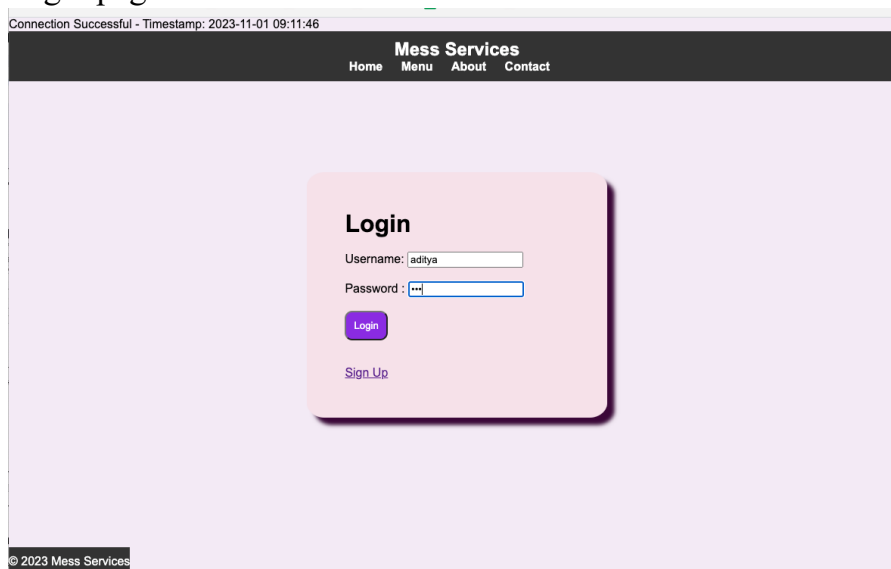 Connection Successful - Timestamp: 2023-11-01 09:11:46
Mess Services
Home Menu About Contact
Login
Username: aditya
Password : •••
Login
Sign Up
© 2023 Mess Services